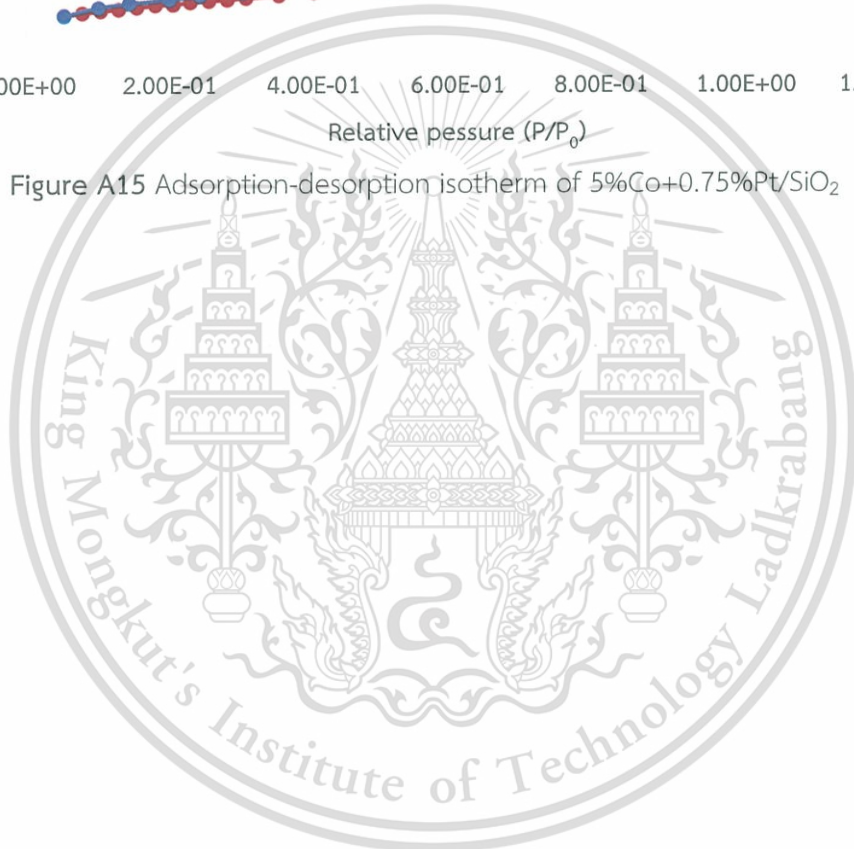 00E+00 2.00E-01 4.00E-01 6.00E-01 8.00E-01 1.00E+00 1.
Relative pessure (P/P₀)
Figure A15 Adsorption-desorption isotherm of 5%Co+0.75%Pt/SiO₂
King Mongkut's Institute of Technology Ladkrabang